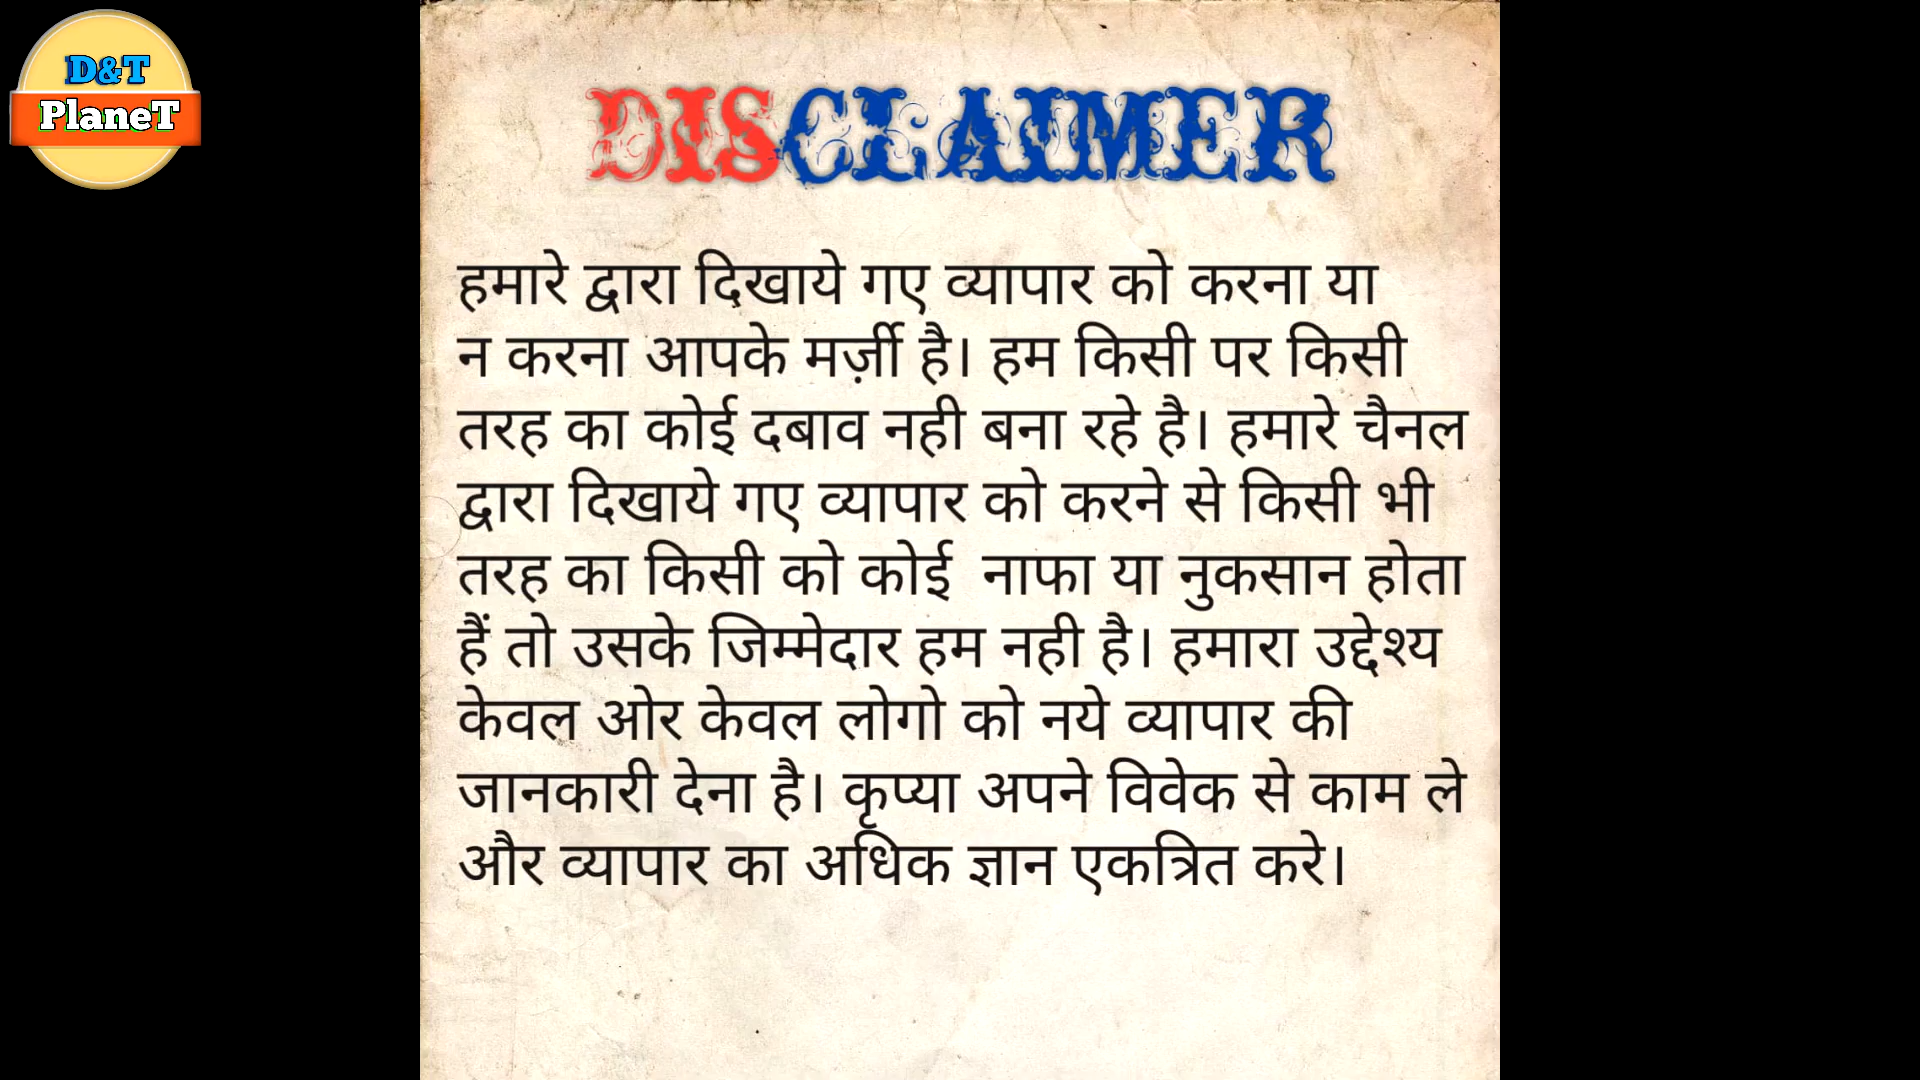 D&T
PlaneT
DISCLAIMER
हमारे द्वारा दिखाये गए व्यापार को करना या
न करना आपके मर्ज़ी है। हम किसी पर किसी
तरह का कोई दबाव नही बना रहे है। हमारे चैनल
द्वारा दिखाये गए व्यापार को करने से किसी भी
तरह का किसी को कोई  नाफा या नुकसान होता
हैं तो उसके जिम्मेदार हम नही है। हमारा उद्देश्य
केवल ओर केवल लोगो को नये व्यापार की
जानकारी देना है। कृप्या अपने विवेक से काम ले
और व्यापार का अधिक ज्ञान एकत्रित करे।